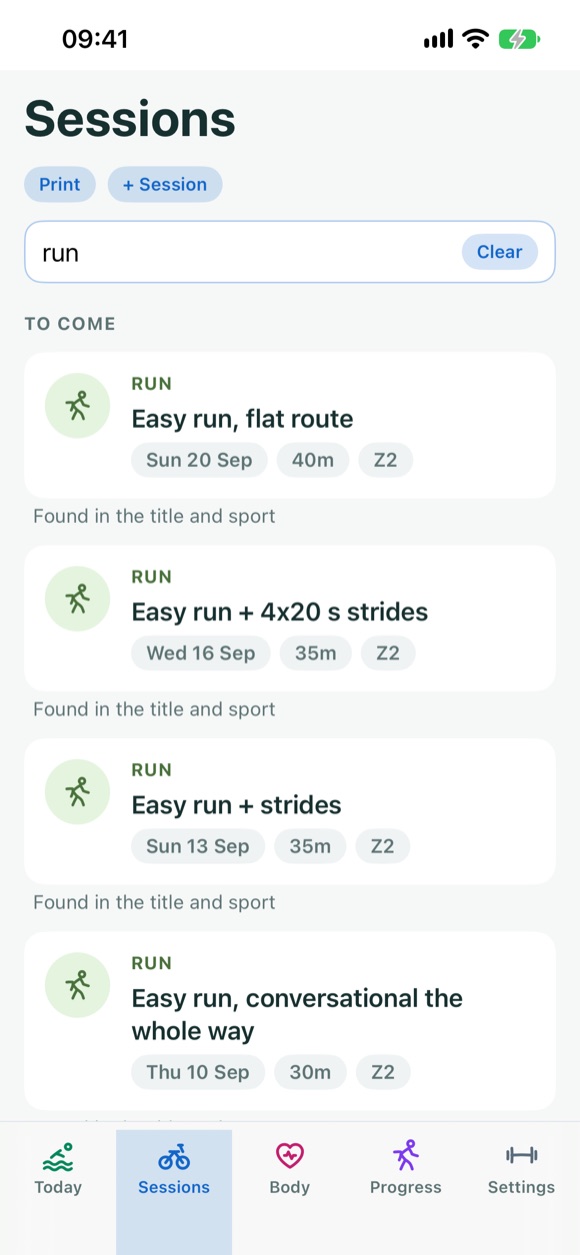 09:41
Sessions
Print
+ Session
run
Clear
TO COME
RUN
Easy run, flat route
Sun 20 Sep
40m
Z2
Found in the title and sport
RUN
Easy run + 4x20 s strides
Wed 16 Sep
35m
Z2
Found in the title and sport
RUN
Easy run + strides
Sun 13 Sep
35m
Z2
Found in the title and sport
RUN
Easy run, conversational the
whole way
Thu 10 Sep
30m
Z2
Today
Sessions
Body
Progress
Settings